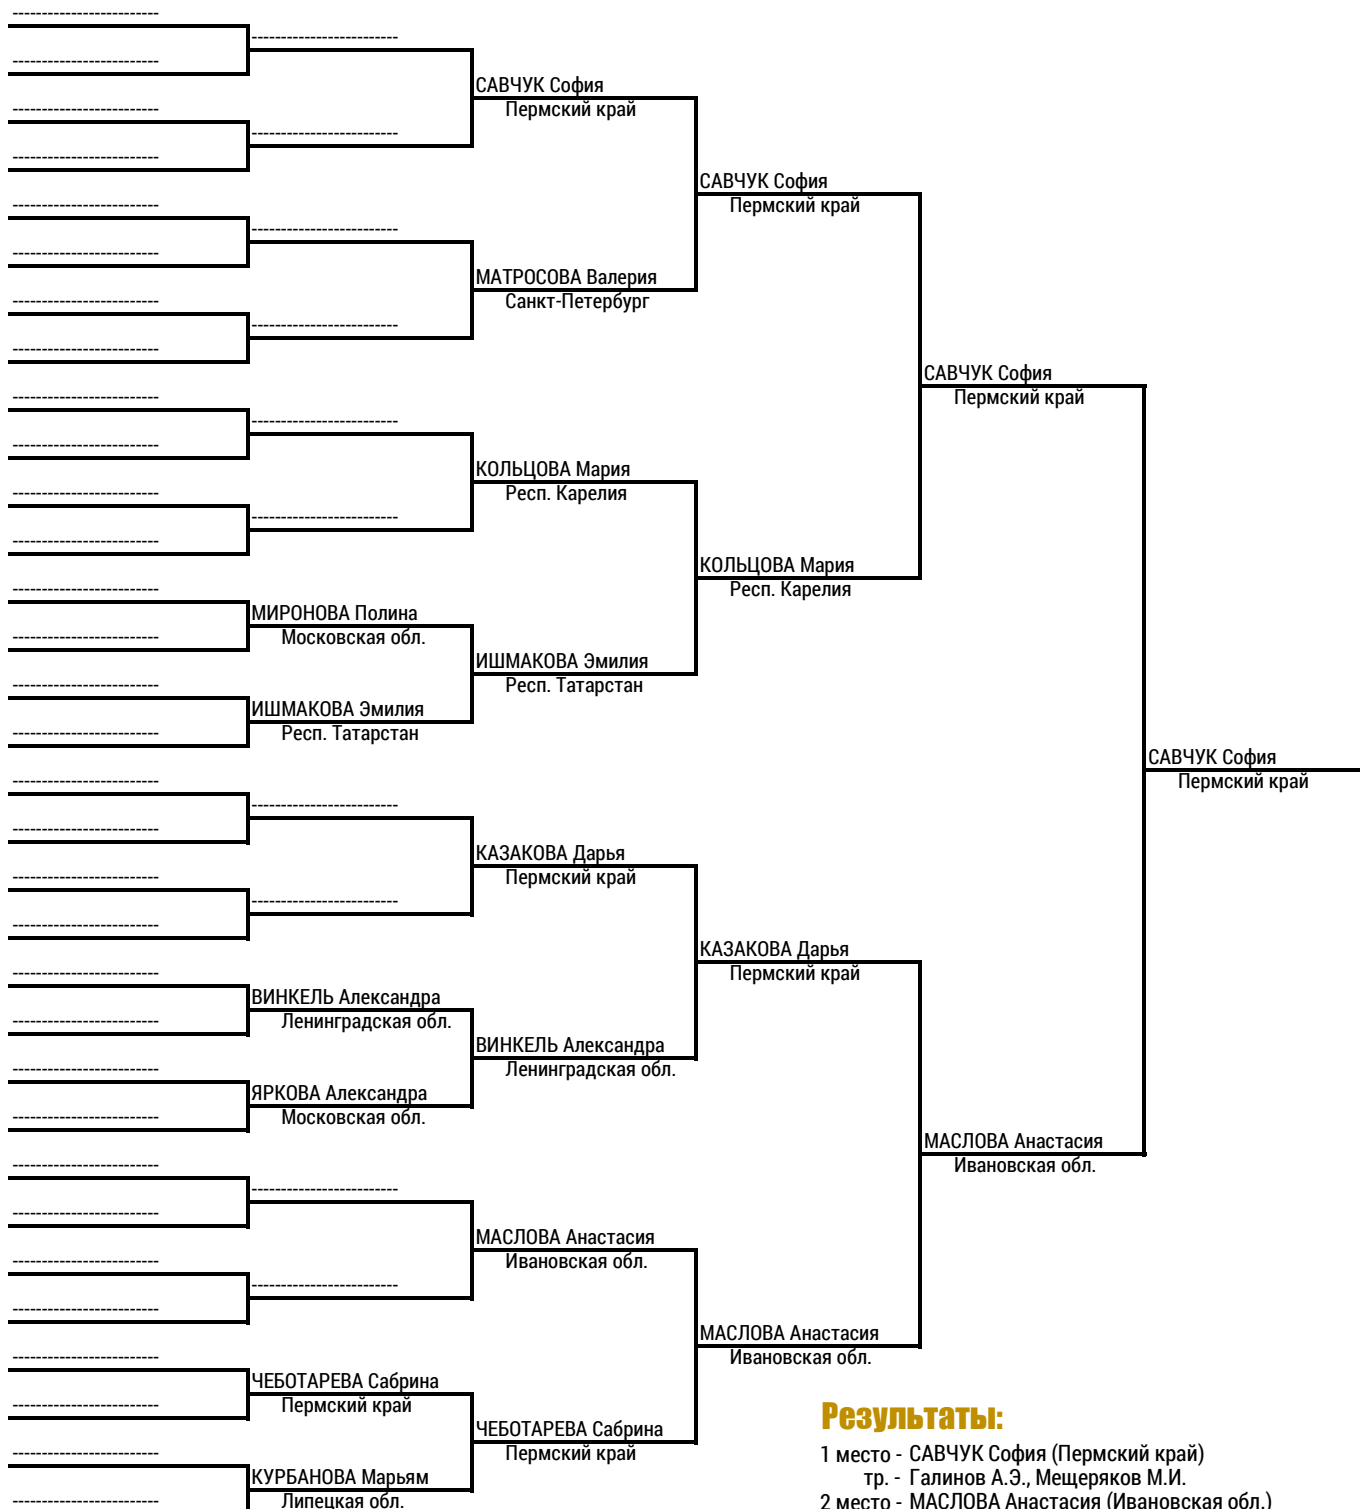 САВЧУК София
Пермский край
МАТРОСОВА Валерия
Санкт-Петербург
КОЛЬЦОВА Мария
Респ. Карелия
МИРОНОВА Полина
Московская обл.
ИШМАКОВА Эмилия
Респ. Татарстан
ИШМАКОВА Эмилия
Респ. Татарстан
КАЗАКОВА Дарья
Пермский край
ВИНКЕЛЬ Александра
Ленинградская обл.
ЯРКОВА Александра
Московская обл.
ВИНКЕЛЬ Александра
Ленинградская обл.
МАСЛОВА Анастасия
Ивановская обл.
ЧЕБОТАРЕВА Сабрина
Пермский край
КУРБАНОВА Марьям
Липецкая обл.
ЧЕБОТАРЕВА Сабрина
Пермский край
САВЧУК София
Пермский край
КОЛЬЦОВА Мария
Респ. Карелия
КАЗАКОВА Дарья
Пермский край
МАСЛОВА Анастасия
Ивановская обл.
САВЧУК София
Пермский край
МАСЛОВА Анастасия
Ивановская обл.
САВЧУК София
Пермский край
Результаты:
1 место - САВЧУК София (Пермский край)
тр. - Галинов А.Э., Мещеряков М.И.
2 место - МАСЛОВА Анастасия (Ивановская обл.)